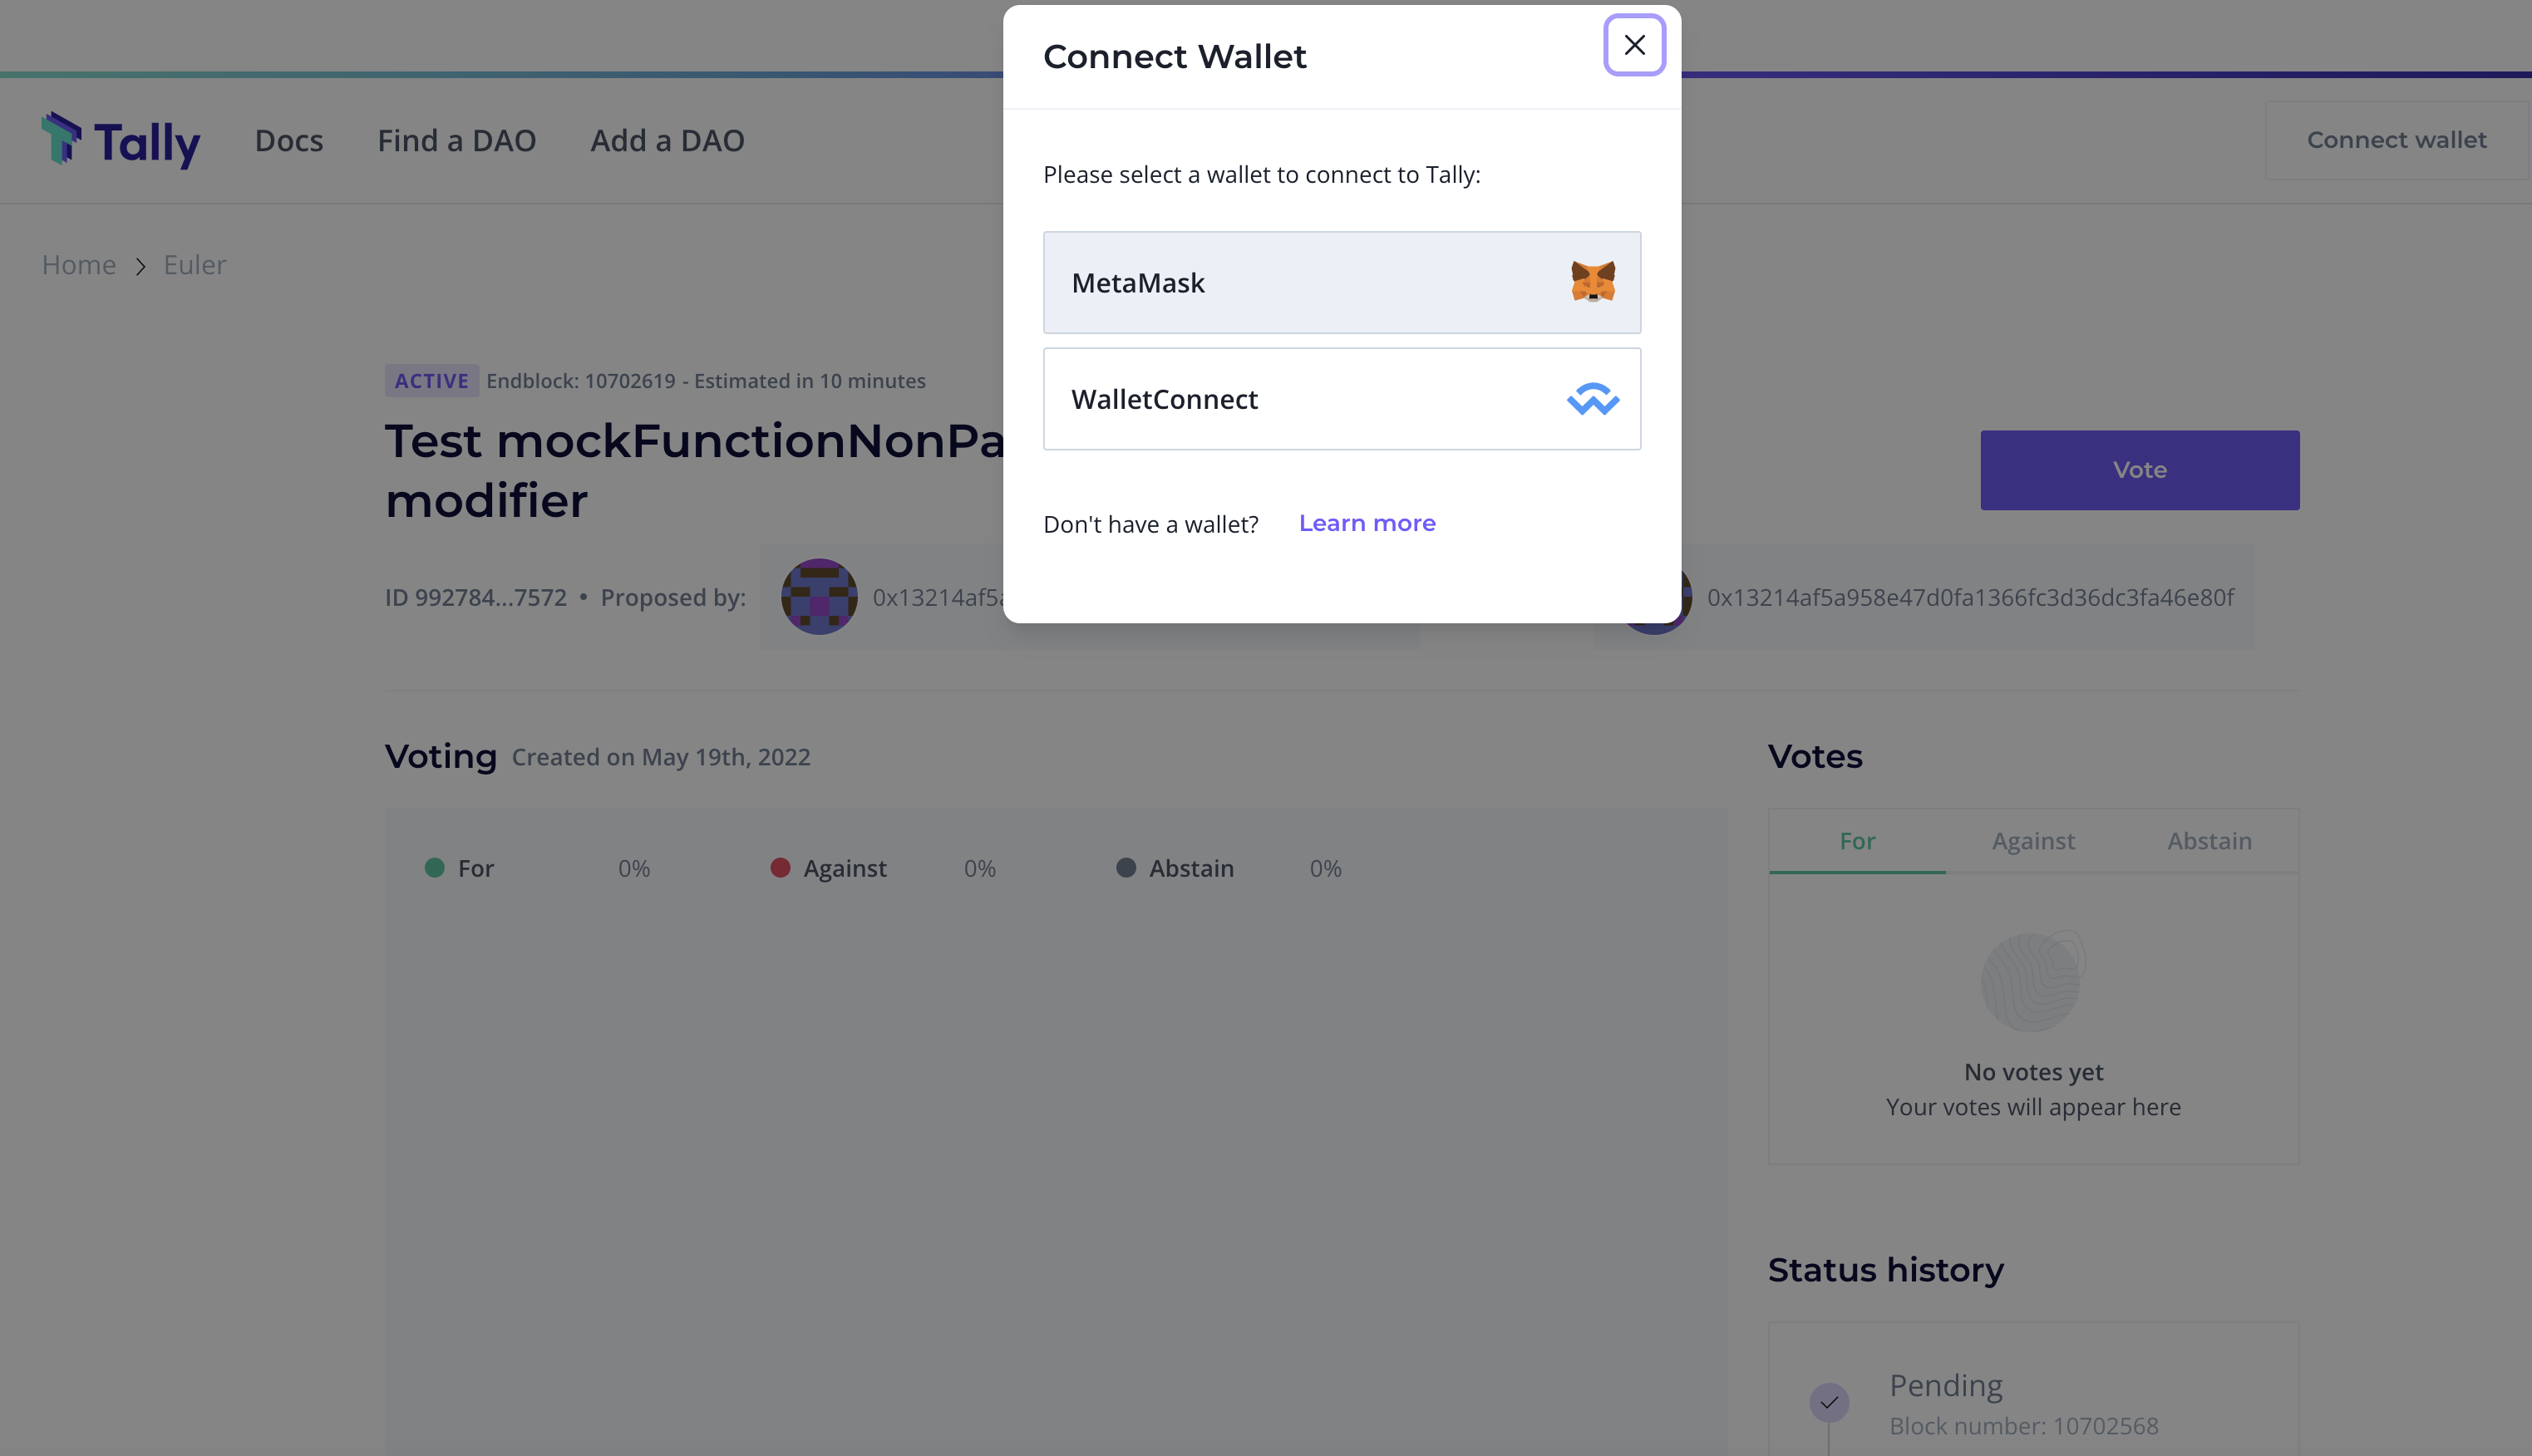 Connect Wallet
Tally
Docs
Find a DAO
Add a DAO
Connect wallet
Please select a wallet to connect to Tally:
MetaMask
WalletConnect
Don't have a wallet?
Learn more
Home
Euler
ACTIVE
Endblock: 10702619 - Estimated in 10 minutes
Test mockFunctionNonPa
modifier
Vote
ID 992784...7572 • Proposed by:
0x13214af5a
0x13214af5a958e47d0fa1366fc3d36dc3fa46e80f
Voting
Created on May 19th, 2022
For
0%
Against
0%
Abstain
0%
Votes
For
Against
Abstain
No votes yet
Your votes will appear here
Status history
Pending
Block number: 10702568